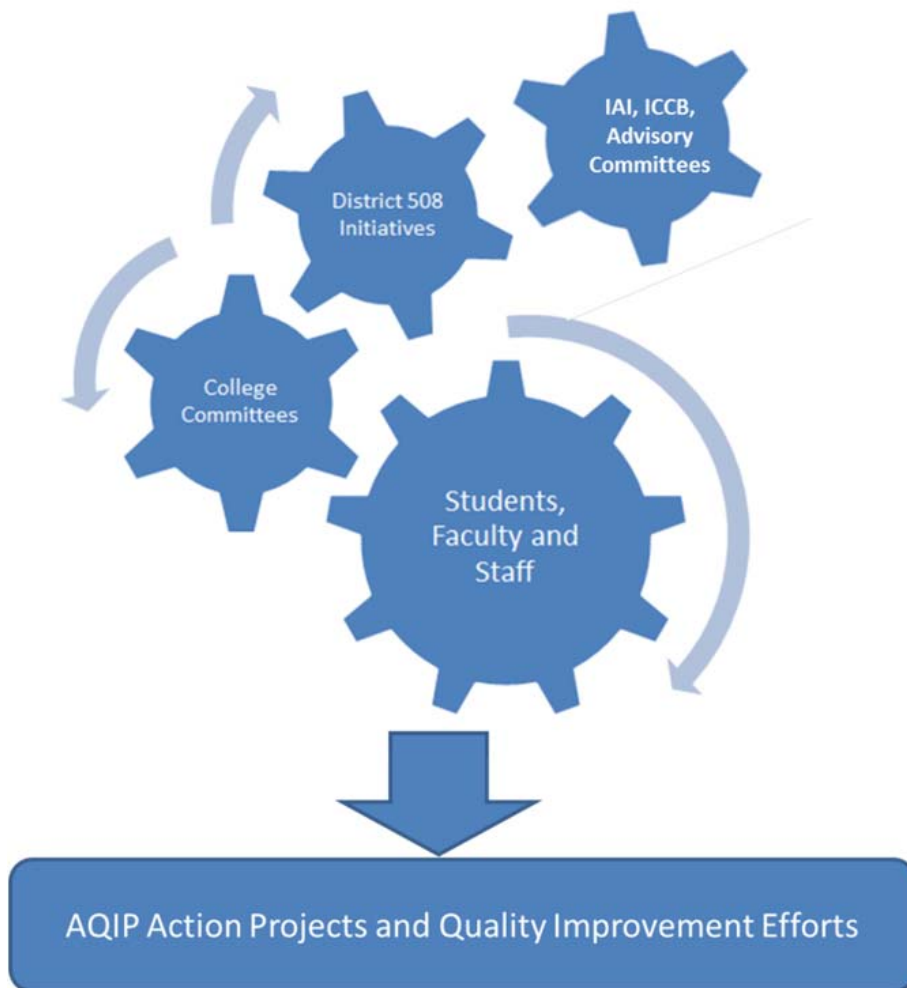 IAI, ICCB,
Advisory
Committees
District 508
Initiatives
College
Committees
Students,
Faculty and
Staff
AQIP Action Projects and Quality Improvement Efforts